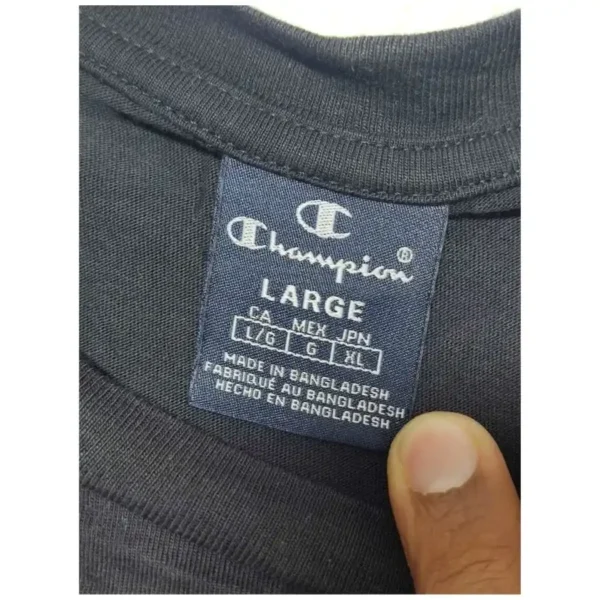 Champion®
LARGE
CA MEX JPN
L/G G XL
MADE IN BANGLADESH
FABRIQUÉ AU BANGLADESH
HECHO EN BANGLADESH